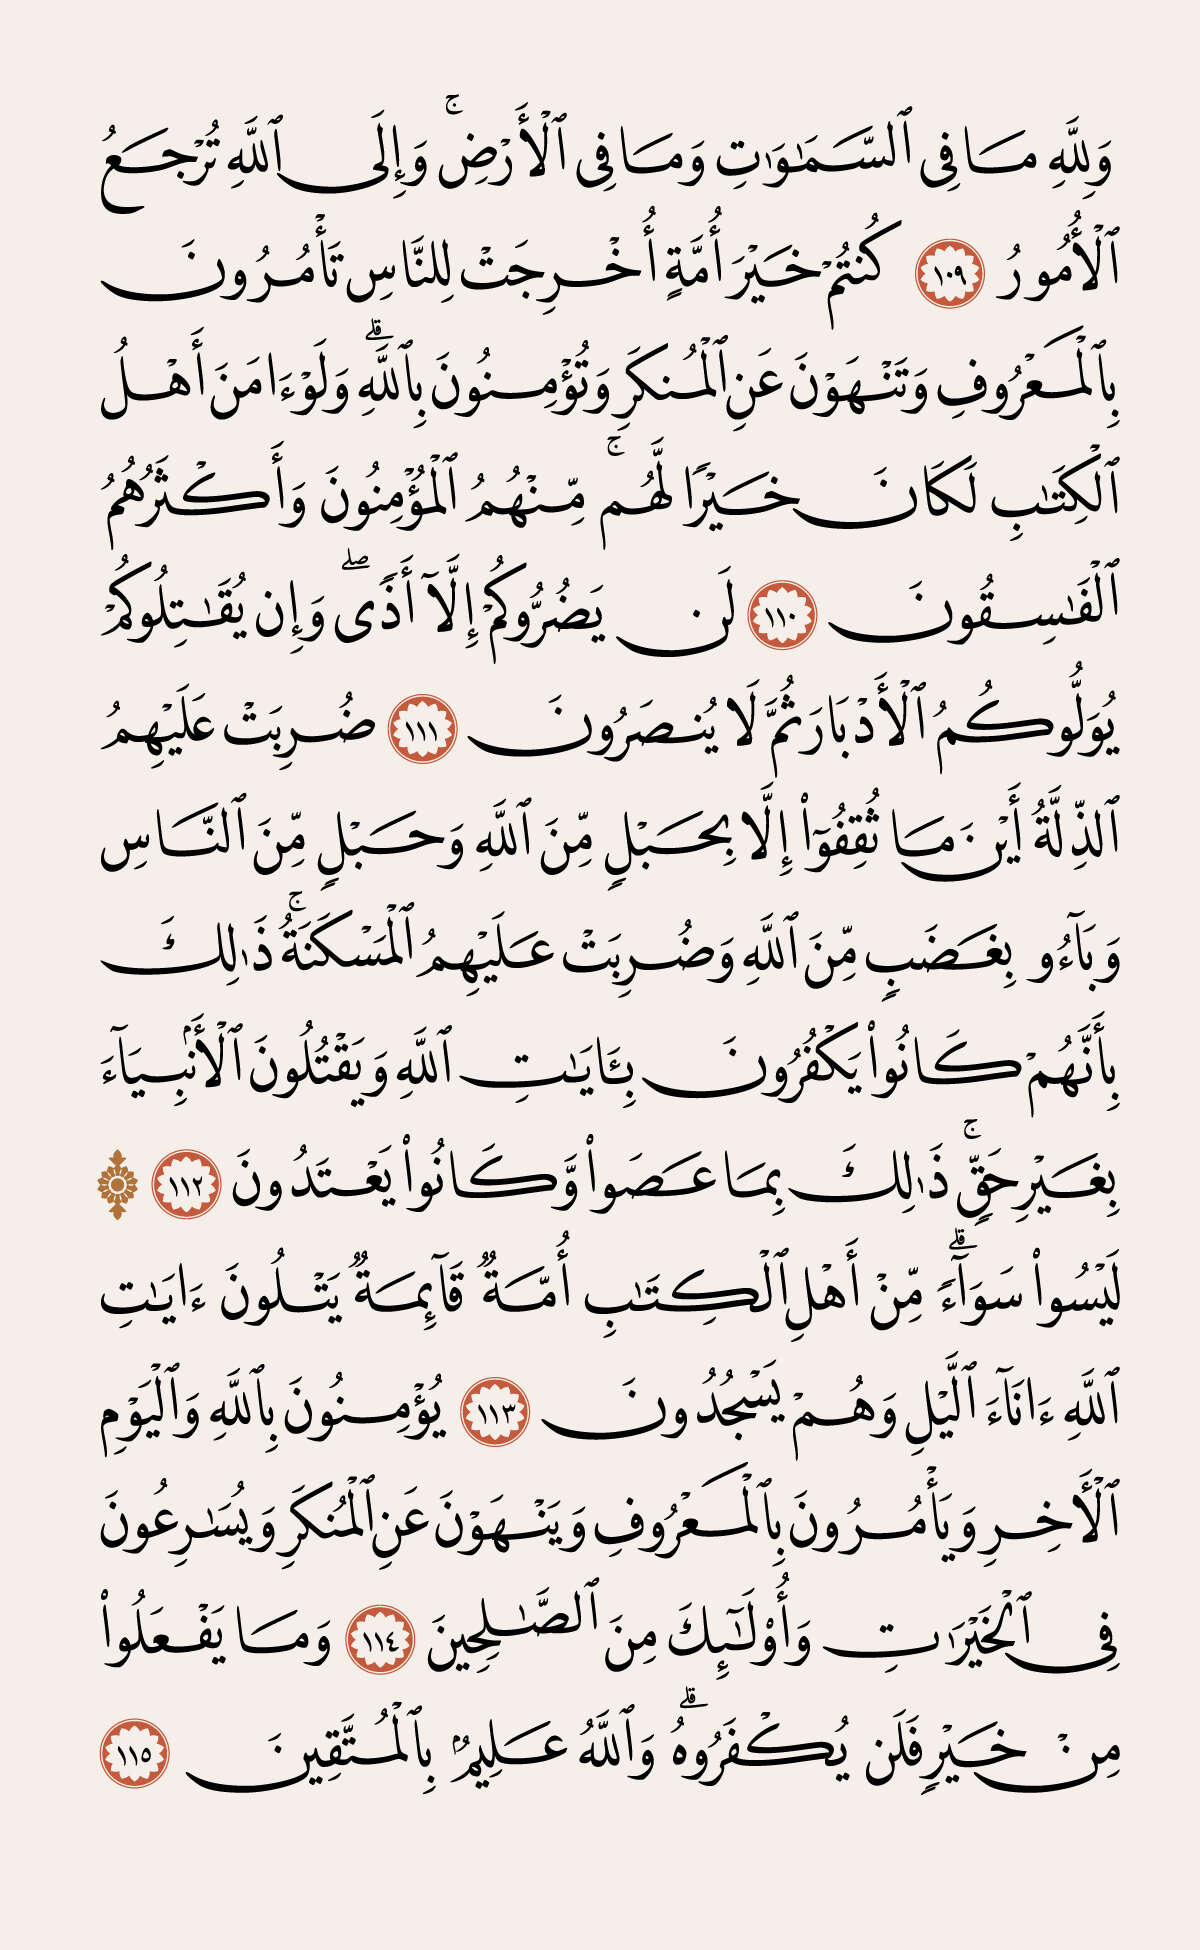 وَلِلَّهِ مَا فِى ٱلسَّمَـٰوَٰتِ وَمَا فِى ٱلْأَرْضِ ۚ وَإِلَى ٱللَّهِ تُرْجَعُ
ٱلْأُمُورُ ١٠٩ كُنتُمْ خَيْرَ أُمَّةٍ أُخْرِجَتْ لِلنَّاسِ تَأْمُرُونَ
بِٱلْمَعْرُوفِ وَتَنْهَوْنَ عَنِ ٱلْمُنكَرِ وَتُؤْمِنُونَ بِٱللَّهِ ۗ وَلَوْ ءَامَنَ أَهْلُ
ٱلْكِتَـٰبِ لَكَانَ خَيْرًا لَّهُم ۚ مِّنْهُمُ ٱلْمُؤْمِنُونَ وَأَكْثَرُهُمُ
ٱلْفَـٰسِقُونَ ١١٠ لَن يَضُرُّوكُمْ إِلَّآ أَذًى ۖ وَإِن يُقَـٰتِلُوكُمْ
يُوَلُّوكُمُ ٱلْأَدْبَارَ ثُمَّ لَا يُنصَرُونَ ١١١ ضُرِبَتْ عَلَيْهِمُ
ٱلذِّلَّةُ أَيْنَ مَا ثُقِفُوٓا۟ إِلَّا بِحَبْلٍ مِّنَ ٱللَّهِ وَحَبْلٍ مِّنَ ٱلنَّاسِ
وَبَآءُو بِغَضَبٍ مِّنَ ٱللَّهِ وَضُرِبَتْ عَلَيْهِمُ ٱلْمَسْكَنَةُ ۚ ذَٰلِكَ
بِأَنَّهُمْ كَانُوا۟ يَكْفُرُونَ بِـَٔايَـٰتِ ٱللَّهِ وَيَقْتُلُونَ ٱلْأَنۢبِيَآءَ
بِغَيْرِ حَقٍّ ۚ ذَٰلِكَ بِمَا عَصَوا۟ وَّكَانُوا۟ يَعْتَدُونَ ١١٢ ۞
لَيْسُوا۟ سَوَآءً ۗ مِّنْ أَهْلِ ٱلْكِتَـٰبِ أُمَّةٌ قَآئِمَةٌ يَتْلُونَ ءَايَـٰتِ
ٱللَّهِ ءَانَآءَ ٱلَّيْلِ وَهُمْ يَسْجُدُونَ ١١٣ يُؤْمِنُونَ بِٱللَّهِ وَٱلْيَوْمِ
ٱلْـَٔاخِرِ وَيَأْمُرُونَ بِٱلْمَعْرُوفِ وَيَنْهَوْنَ عَنِ ٱلْمُنكَرِ وَيُسَـٰرِعُونَ
فِى ٱلْخَيْرَٰتِ وَأُو۟لَـٰٓئِكَ مِنَ ٱلصَّـٰلِحِينَ ١١٤ وَمَا يَفْعَلُوا۟
مِنْ خَيْرٍ فَلَن يُكْفَرُوهُ ۗ وَٱللَّهُ عَلِيمٌۢ بِٱلْمُتَّقِينَ ١١٥